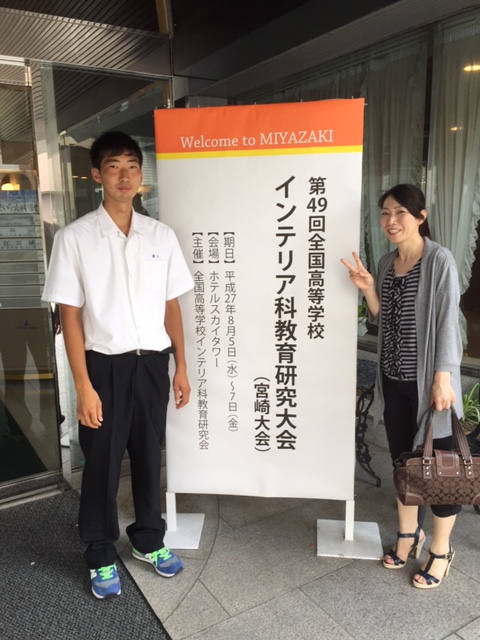 Welcome to MIYAZAKI
第49回全国高等学校
インテリア科教育研究大会
（宮崎大会）
【期日】平成27年8月5日（水）～7日（金）
【会場】ホテルスカイタワー
【主催】全国高等学校インテリア科教育研究会